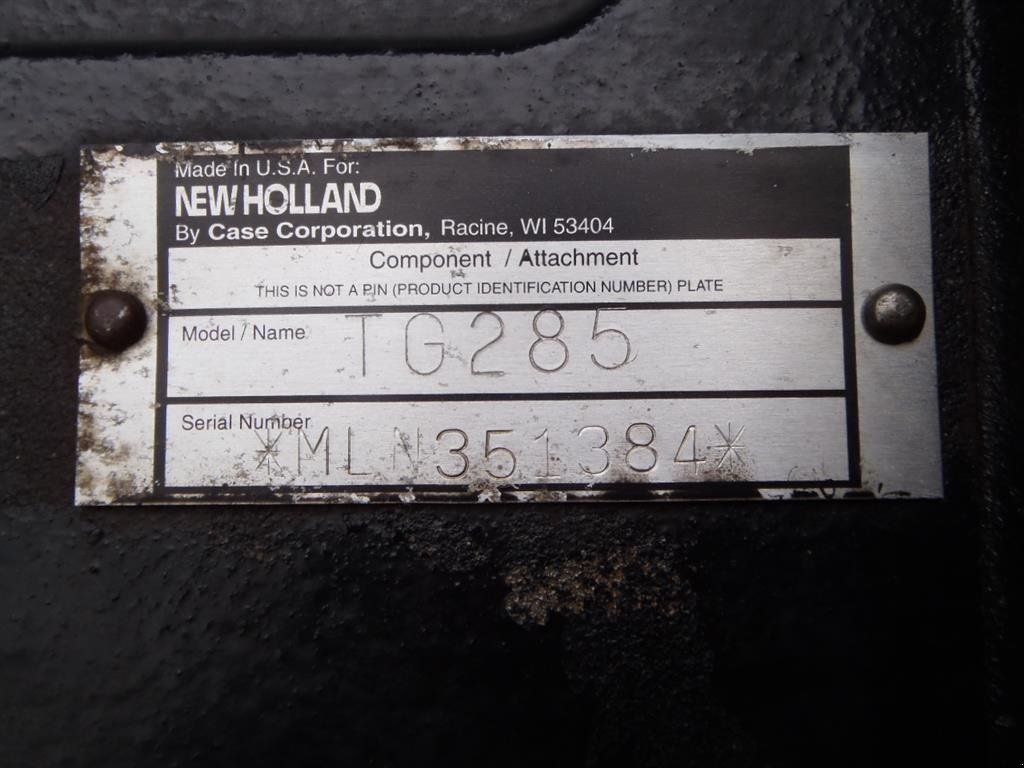 Made In U.S.A. For:
NEW HOLLAND
By Case Corporation, Racine, WI 53404
Component / Attachment
THIS IS NOT A PIN (PRODUCT IDENTIFICATION NUMBER) PLATE
Model / Name TG285
Serial Number
*MLN351384*